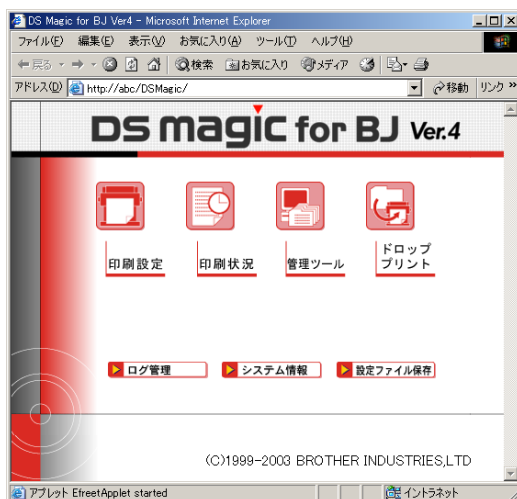 DS Magic for BJ Ver4 - Microsoft Internet Explorer
ファイル(F) 編集(E) 表示(V) お気に入り(A) ツール(T) ヘルプ(H)
戻る 検索 お気に入り メディア
アドレス(D) http://abc/DSMagic/ 移動 リンク »
DS magic for BJ Ver.4
印刷設定 印刷状況 管理ツール ドロップ
プリント
ログ管理 システム情報 設定ファイル保存
(C)1999-2003 BROTHER INDUSTRIES,LTD
アプレット EfreetApplet started イントラネット